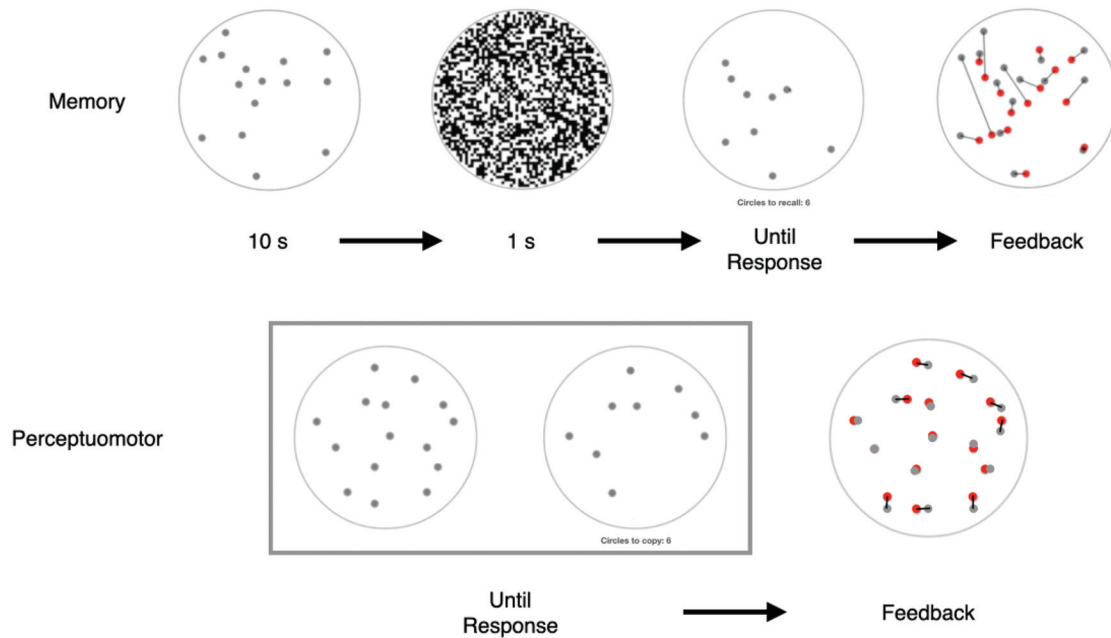 Memory
Circles to recall: 6
10 s
1 s
Until
Response
Feedback
Perceptuomotor
Circles to copy: 6
Until
Response
Feedback